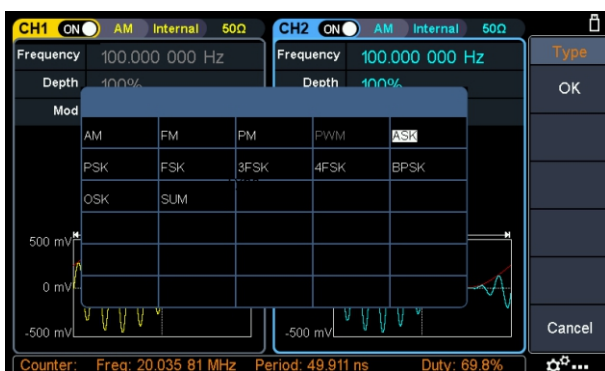 CH1 ON AM Internal 50Ω CH2 ON AM Internal 50Ω
Frequency 100.000 000 Hz Frequency 100.000 000 Hz Type
Depth 100% Depth 100% OK
Mod
AM FM PM PWM ASK
PSK FSK 3FSK 4FSK BPSK
OSK SUM
500 mV
0 mV
-500 mV -500 mV Cancel
Counter: Freq: 20.035 81 MHz Period: 49.911 ns Duty: 69.8%